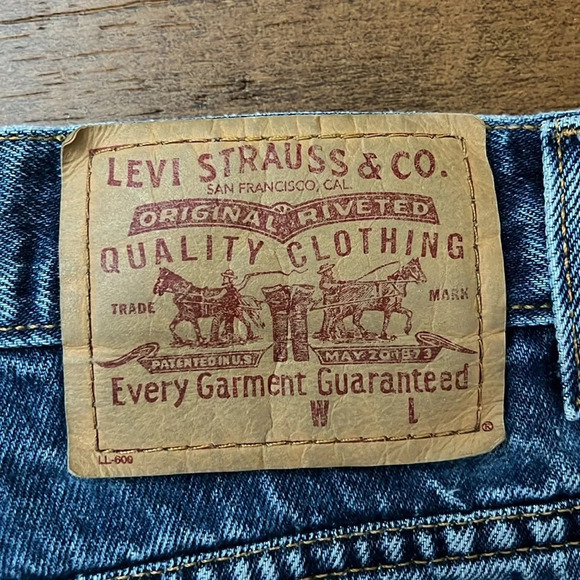 LEVI STRAUSS & CO.
SAN FRANCISCO, CAL.
ORIGINAL RIVETED
QUALITY CLOTHING
TRADE MARK
PATENTED IN U.S. MAY 20 1873
Every Garment Guaranteed
W L
LL-600 ®